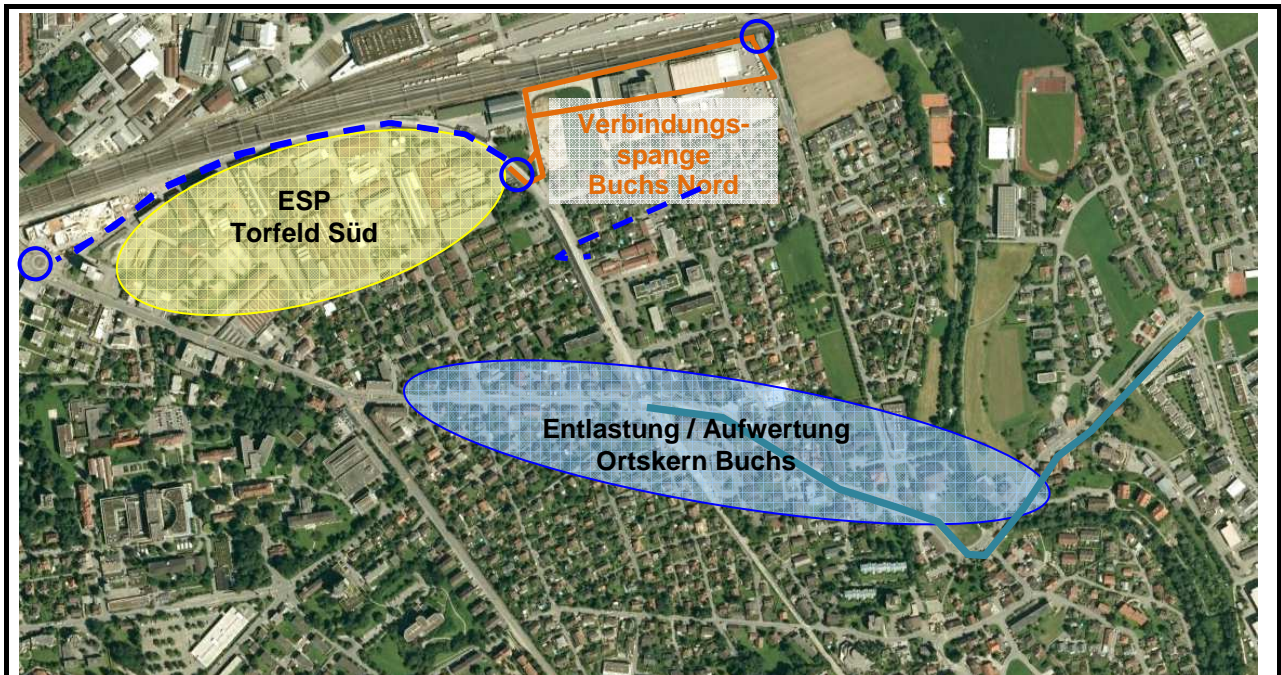 Verbindungs-
spange
Buchs Nord
ESP
Torfeld Süd
Entlastung / Aufwertung
Ortskern Buchs